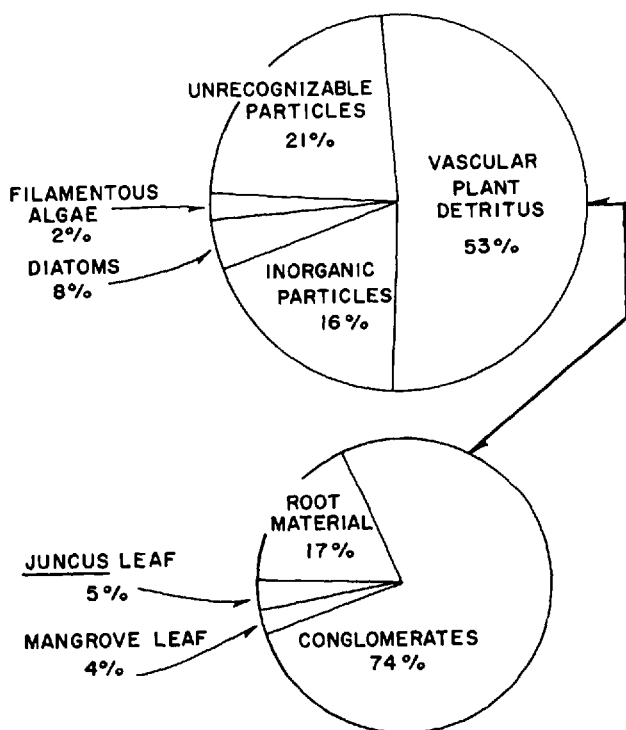 UNRECOGNIZABLE
PARTICLES
21%
VASCULAR
PLANT
DETRITUS
53%
FILAMENTOUS
ALGAE
2%
DIATOMS
8%
INORGANIC
PARTICLES
16%
ROOT
MATERIAL
17%
JUNCUS LEAF
5%
MANGROVE LEAF
4%
CONGLOMERATES
74%